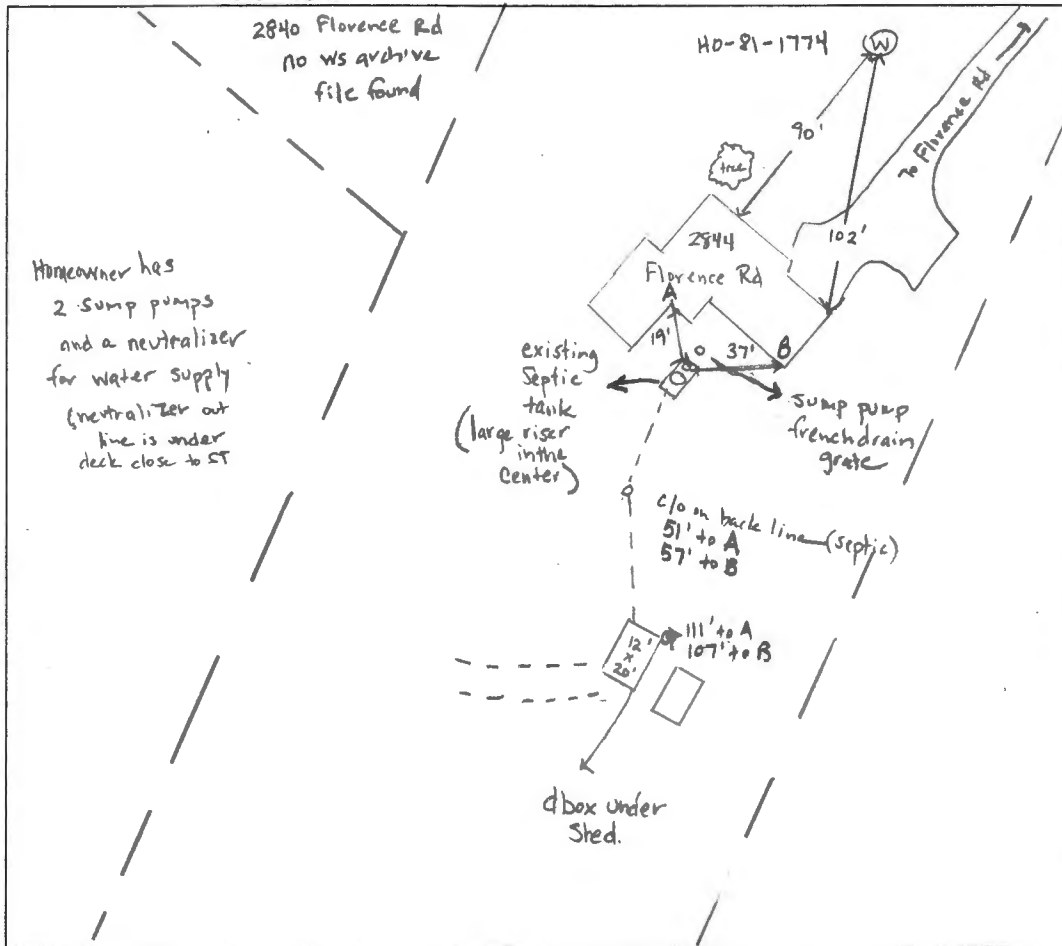 2840 Florence Rd
no ws archive
file found
HO-81-1774
W
90'
To Florence Rd
tree
102'
2844
Florence Rd
Homeowner has
2 sump pumps
and a neutralizer
for water supply
(neutralizer out
line is under
deck close to ST
A
19'
37'
B
existing
Septic
tank
(large riser
in the
center)
sump pump
frenchdrain
grate
c/o on back line (septic)
51' to A
57' to B
12'
x
20'
111' to A
107' to B
dbox under
Shed.